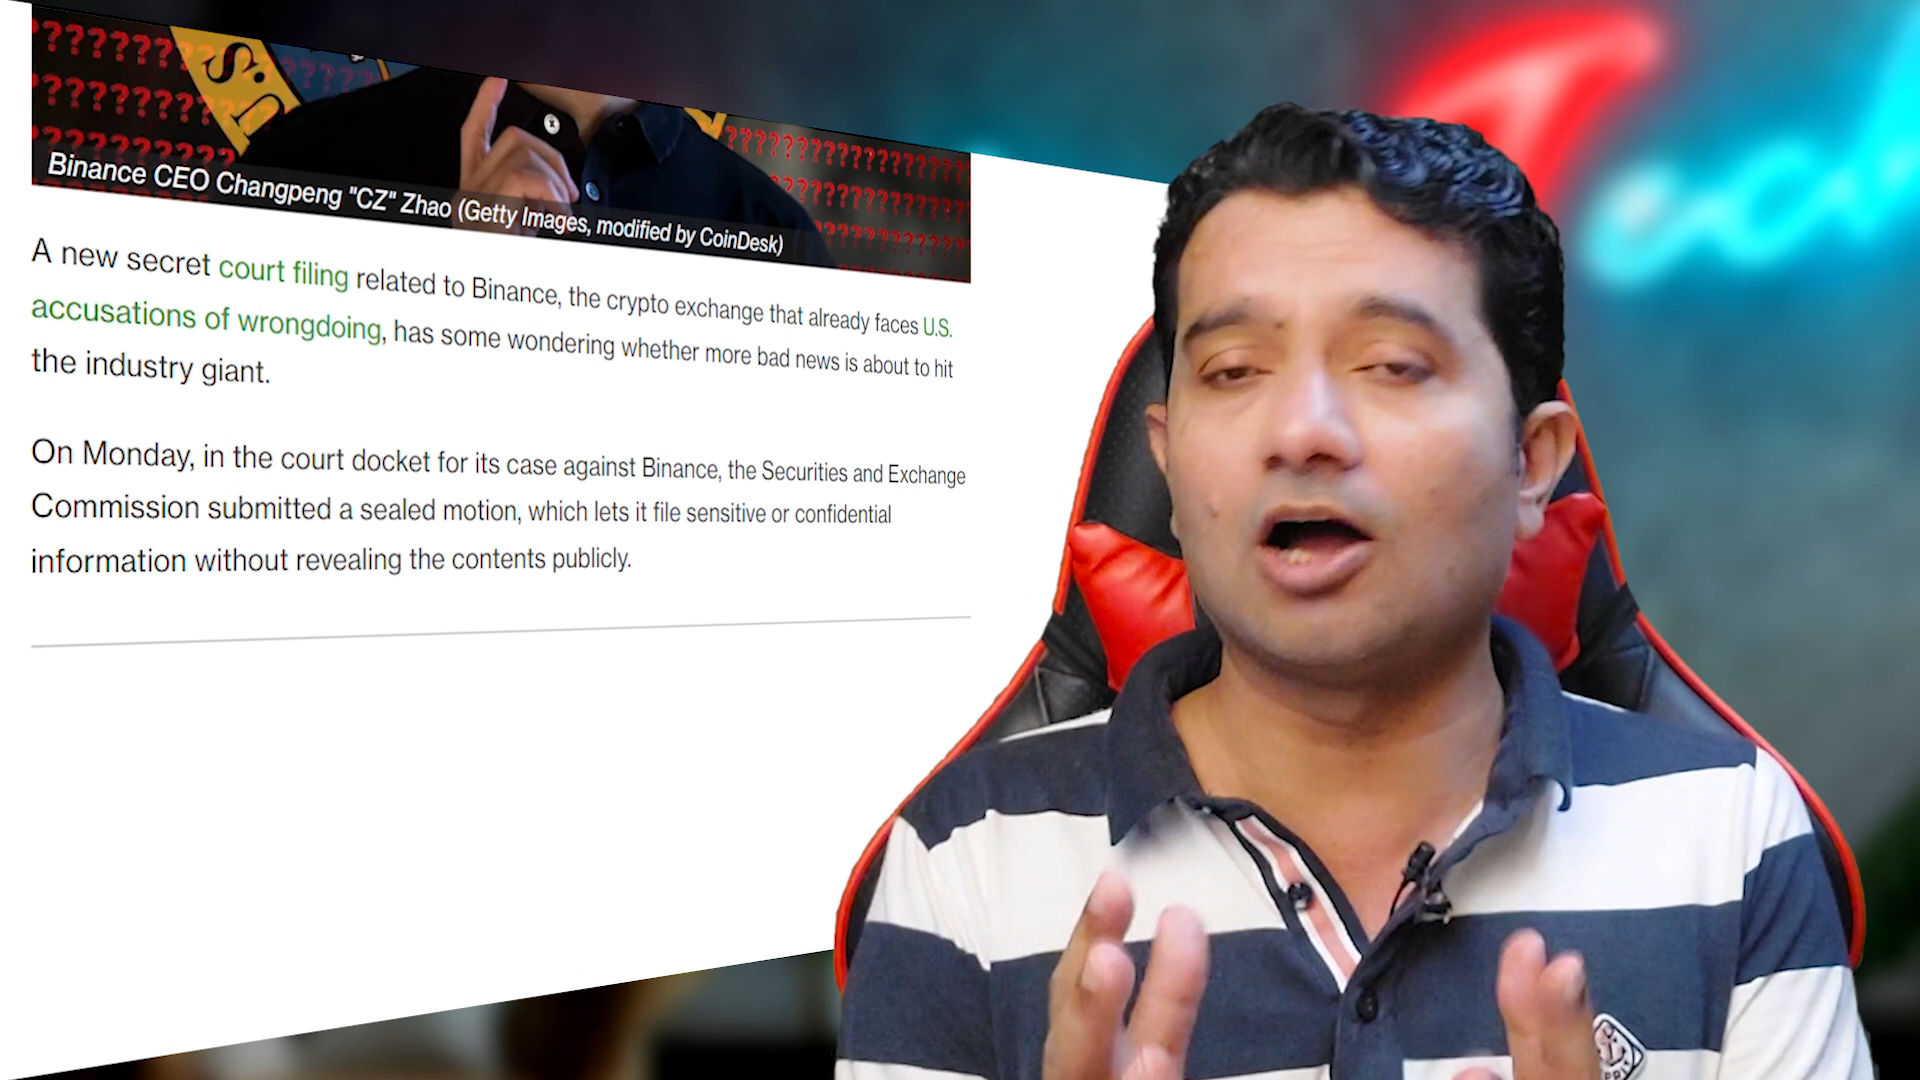 Binance CEO Changpeng "CZ" Zhao (Getty Images, modified by CoinDesk)
A new secret court filing related to Binance, the crypto exchange that already faces U.S.
accusations of wrongdoing, has some wondering whether more bad news is about to hit
the industry giant.
On Monday, in the court docket for its case against Binance, the Securities and Exchange
Commission submitted a sealed motion, which lets it file sensitive or confidential
information without revealing the contents publicly.